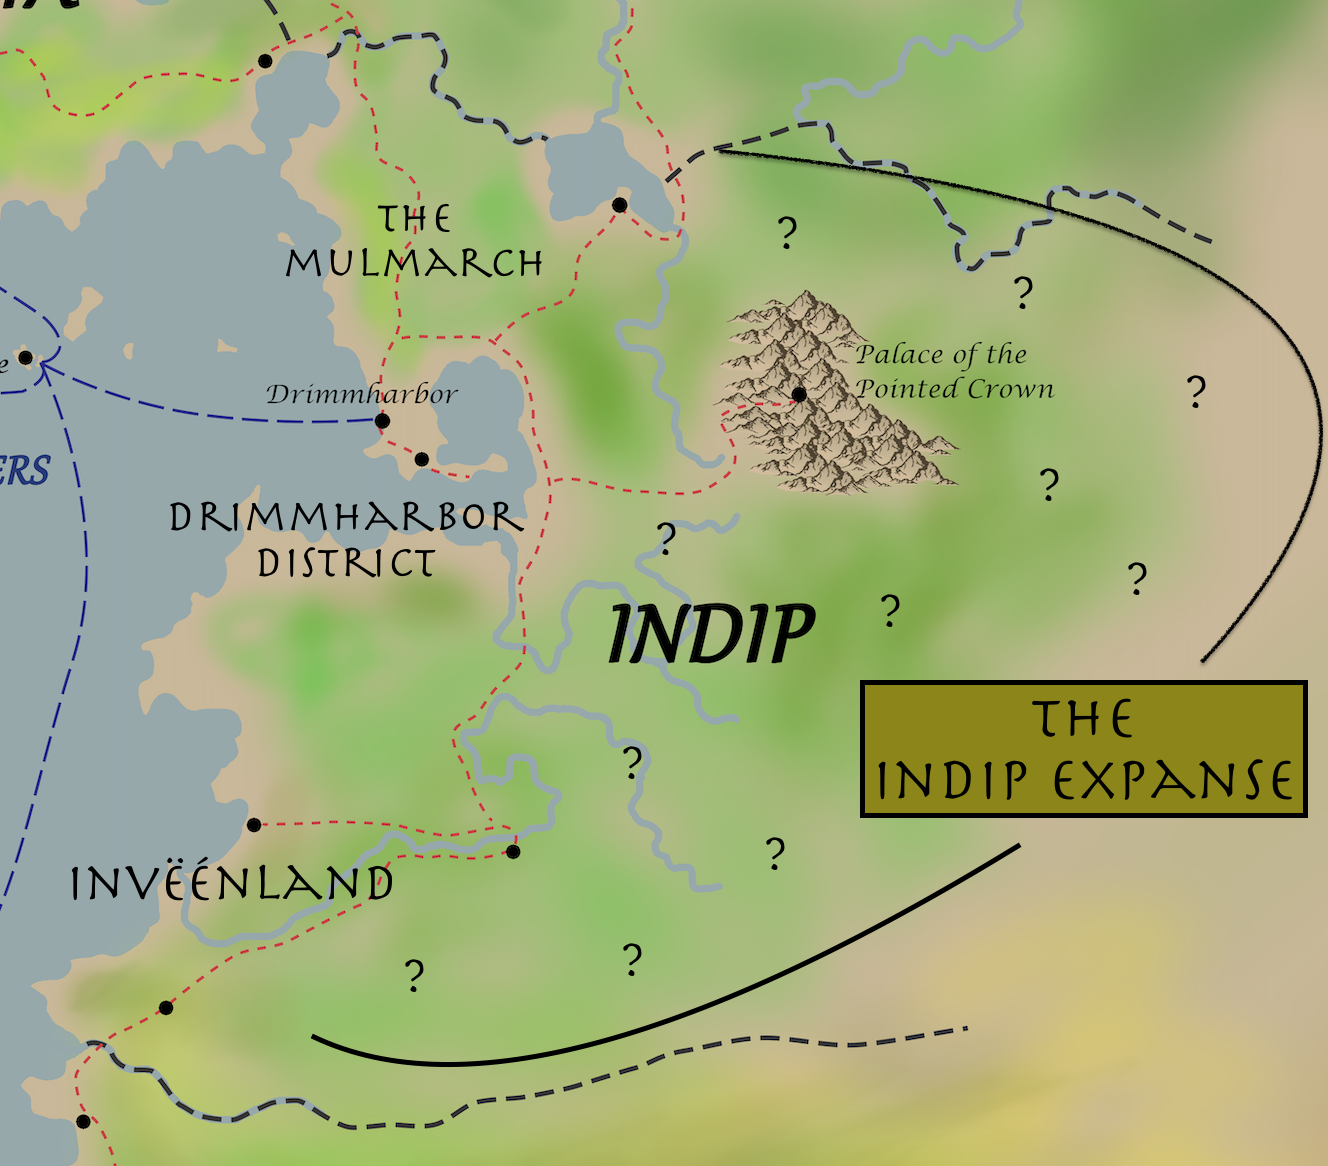 THE
MULMARCH
?
?
Palace of the
Pointed Crown
e
Drimmharbor
?
ERS
?
DRIMMHARBOR
DISTRICT
?
?
?
INDIP
THE
INDIP EXPANSE
?
?
INVËÉNLAND
?
?